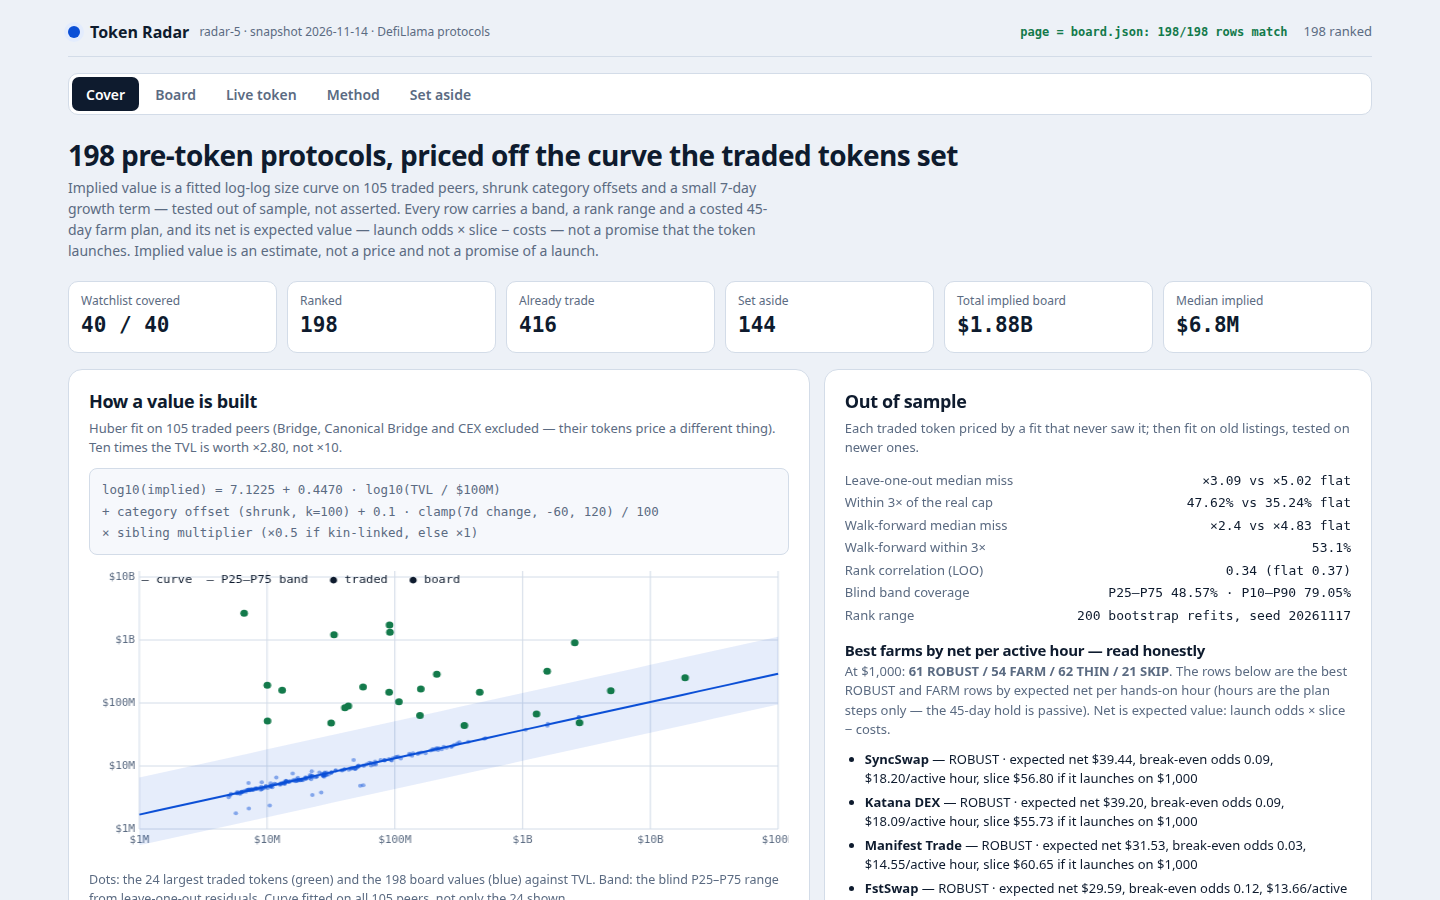 Token Radar radar-5 · snapshot 2026-11-14 · DefiLlama protocols page = board.json: 198/198 rows match 198 ranked
Cover Board Live token Method Set aside
198 pre-token protocols, priced off the curve the traded tokens set
Implied value is a fitted log-log size curve on 105 traded peers, shrunk category offsets and a small 7-day
growth term — tested out of sample, not asserted. Every row carries a band, a rank range and a costed 45-
day farm plan, and its net is expected value — launch odds × slice − costs — not a promise that the token
launches. Implied value is an estimate, not a price and not a promise of a launch.
Watchlist covered
40 / 40
Ranked
198
Already trade
416
Set aside
144
Total implied board
$1.88B
Median implied
$6.8M
How a value is built
Huber fit on 105 traded peers (Bridge, Canonical Bridge and CEX excluded — their tokens price a different thing).
Ten times the TVL is worth ×2.80, not ×10.
log10(implied) = 7.1225 + 0.4470 · log10(TVL / $100M)
+ category offset (shrunk, k=100) + 0.1 · clamp(7d change, -60, 120) / 100
× sibling multiplier (×0.5 if kin-linked, else ×1)
— curve — P25–P75 band ● traded ● board
$10B
$1B
$100M
$10M
$1M
$1M $10M $100M $1B $10B $100
Dots: the 24 largest traded tokens (green) and the 198 board values (blue) against TVL. Band: the blind P25–P75 range
from leave-one-out residuals. Curve fitted on all 105 peers, not only the 24 shown.
Out of sample
Each traded token priced by a fit that never saw it; then fit on old listings, tested on
newer ones.
Leave-one-out median miss ×3.09 vs ×5.02 flat
Within 3× of the real cap 47.62% vs 35.24% flat
Walk-forward median miss ×2.4 vs ×4.83 flat
Walk-forward within 3× 53.1%
Rank correlation (LOO) 0.34 (flat 0.37)
Blind band coverage P25–P75 48.57% · P10–P90 79.05%
Rank range 200 bootstrap refits, seed 20261117
Best farms by net per active hour — read honestly
At $1,000: 61 ROBUST / 54 FARM / 62 THIN / 21 SKIP. The rows below are the best
ROBUST and FARM rows by expected net per hands-on hour (hours are the plan
steps only — the 45-day hold is passive). Net is expected value: launch odds × slice
− costs.
• SyncSwap — ROBUST · expected net $39.44, break-even odds 0.09,
$18.20/active hour, slice $56.80 if it launches on $1,000
• Katana DEX — ROBUST · expected net $39.20, break-even odds 0.09,
$18.09/active hour, slice $55.73 if it launches on $1,000
• Manifest Trade — ROBUST · expected net $31.53, break-even odds 0.03,
$14.55/active hour, slice $60.65 if it launches on $1,000
• FstSwap — ROBUST · expected net $29.59, break-even odds 0.12, $13.66/active